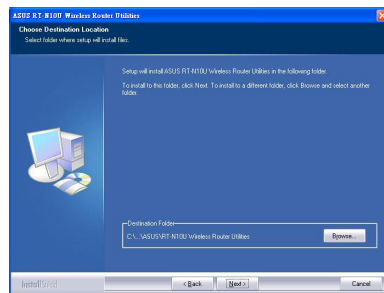 ASUS RT-N10U Wireless Router Utilities
Choose Destination Location
Select folder where setup will install files.
Setup will install ASUS RT-N10U Wireless Router Utilities in the following folder.
To install to this folder, click Next. To install to a different folder, click Browse and select another
folder.
Destination Folder
C:\...\ASUS\RT-N10U Wireless Router Utilities
Browse...
InstallShield
< Back
Next >
Cancel